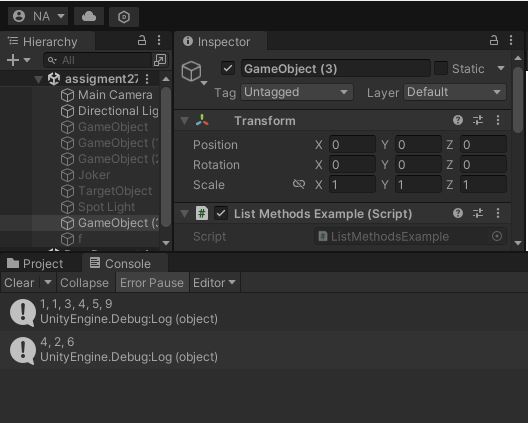 NA
Hierarchy
All
assigment27
Main Camera
Directional Lig
GameObject
GameObject (
GameObject (2
Joker
TargetObject
Spot Light
GameObject (3
f
Inspector
GameObject (3)
Static
Tag Untagged Layer Default
Transform
Position X 0 Y 0 Z 0
Rotation X 0 Y 0 Z 0
Scale X 1 Y 1 Z 1
# List Methods Example (Script)
Script ListMethodsExample
Project Console
Clear Collapse Error Pause Editor
1, 1, 3, 4, 5, 9
UnityEngine.Debug:Log (object)
4, 2, 6
UnityEngine.Debug:Log (object)